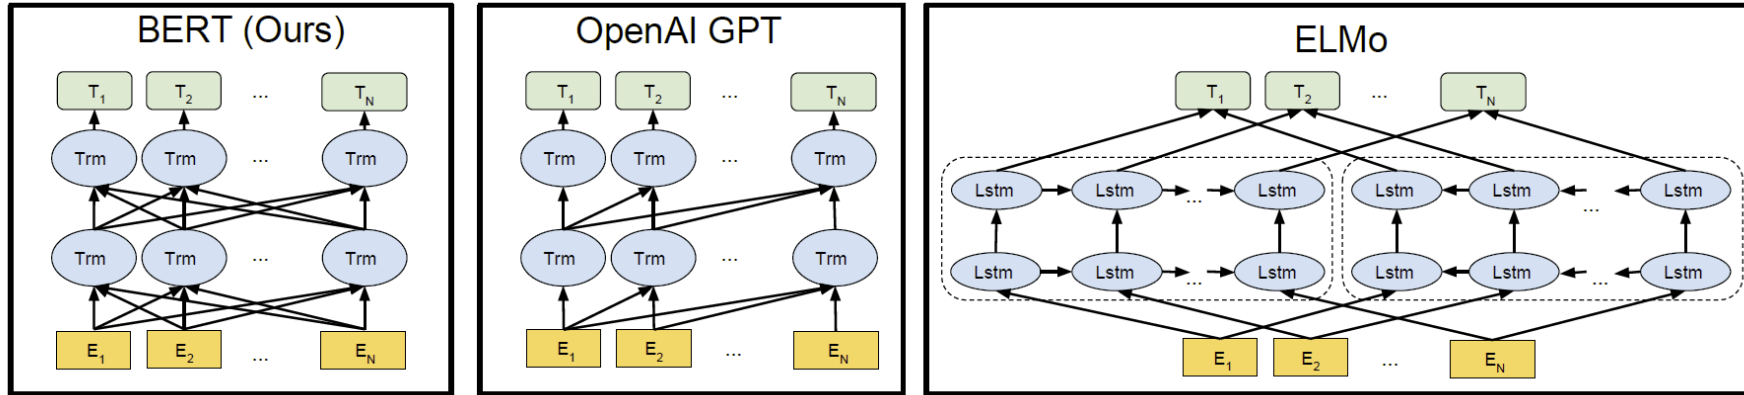 BERT (Ours)
T1 T2 ... TN
Trm Trm ... Trm
Trm Trm ... Trm
E1 E2 ... EN
OpenAI GPT
T1 T2 ... TN
Trm Trm ... Trm
Trm Trm ... Trm
E1 E2 ... EN
ELMo
T1 T2 ... TN
Lstm Lstm ... Lstm Lstm Lstm ... Lstm
Lstm Lstm ... Lstm Lstm Lstm ... Lstm
E1 E2 ... EN